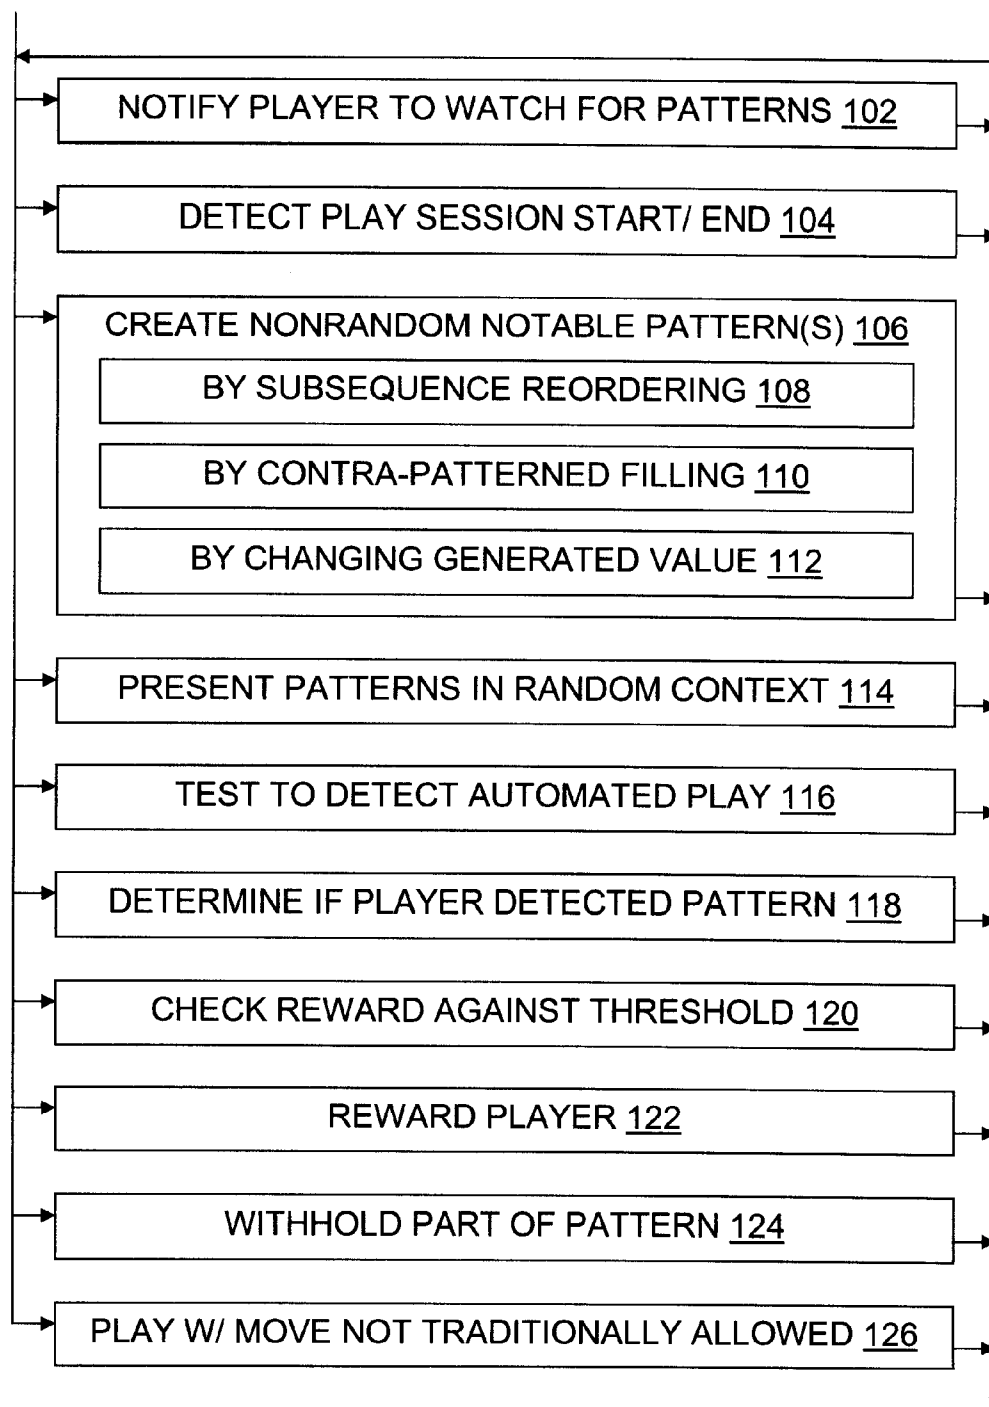 NOTIFY PLAYER TO WATCH FOR PATTERNS 102
DETECT PLAY SESSION START/ END 104
CREATE NONRANDOM NOTABLE PATTERN(S) 106
BY SUBSEQUENCE REORDERING 108
BY CONTRA-PATTERNED FILLING 110
BY CHANGING GENERATED VALUE 112
PRESENT PATTERNS IN RANDOM CONTEXT 114
TEST TO DETECT AUTOMATED PLAY 116
DETERMINE IF PLAYER DETECTED PATTERN 118
CHECK REWARD AGAINST THRESHOLD 120
REWARD PLAYER 122
WITHHOLD PART OF PATTERN 124
PLAY W/ MOVE NOT TRADITIONALLY ALLOWED 126